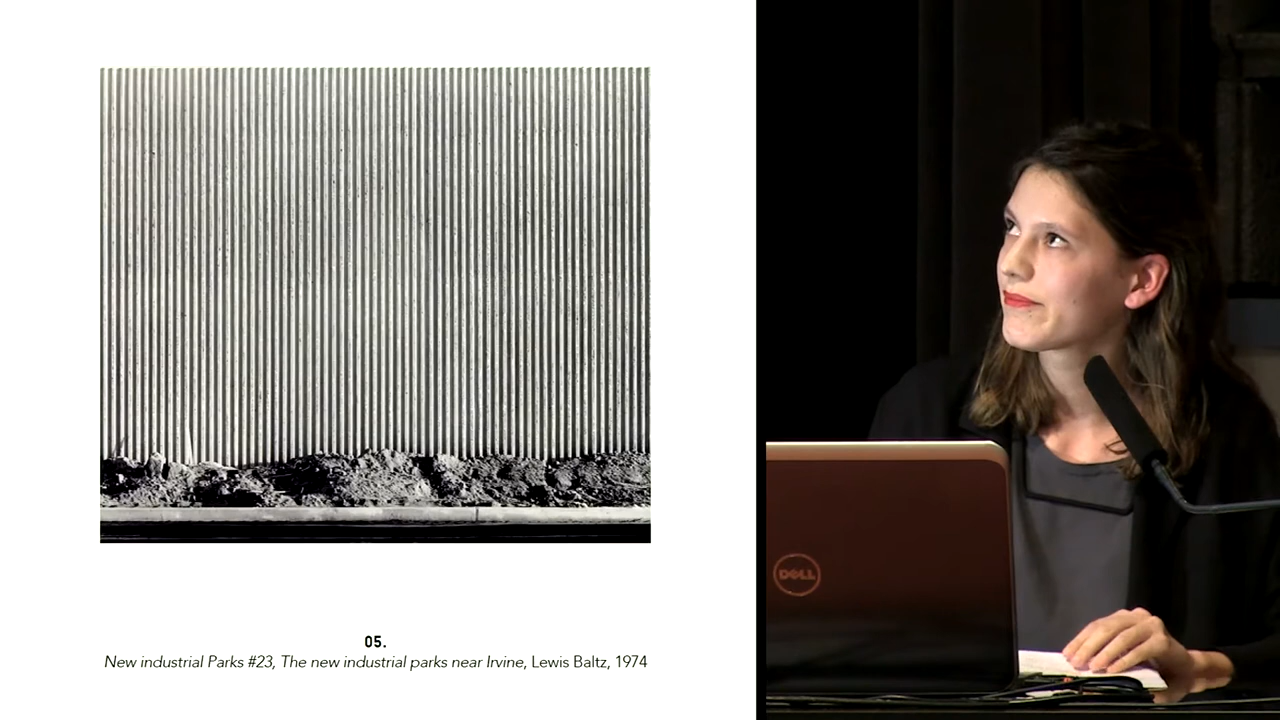 05.
New industrial Parks #23, The new industrial parks near Irvine, Lewis Baltz, 1974
DELL